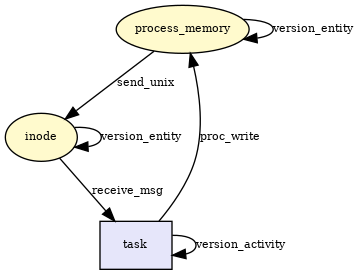 process_memory
version_entity
send_unix
inode
version_entity
proc_write
receive_msg
task
version_activity